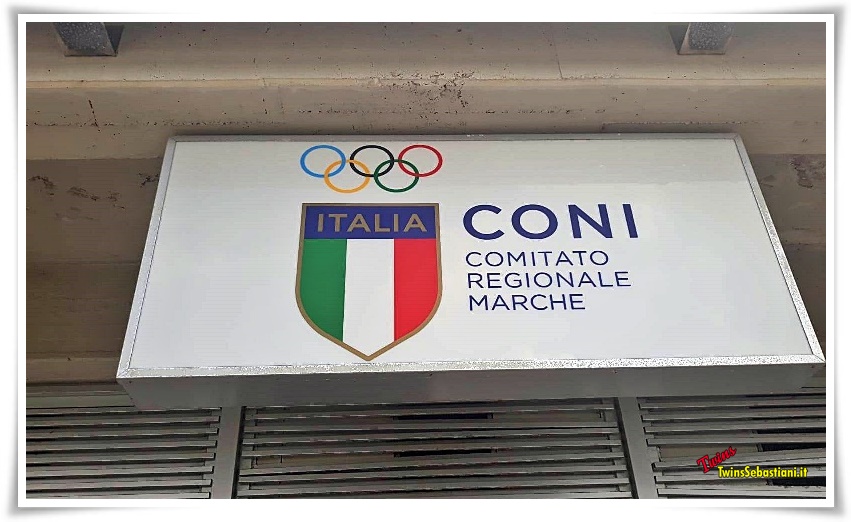 ITALIA
CONI
COMITATO
REGIONALE
MARCHE
Twins
TwinsSebastiani.it